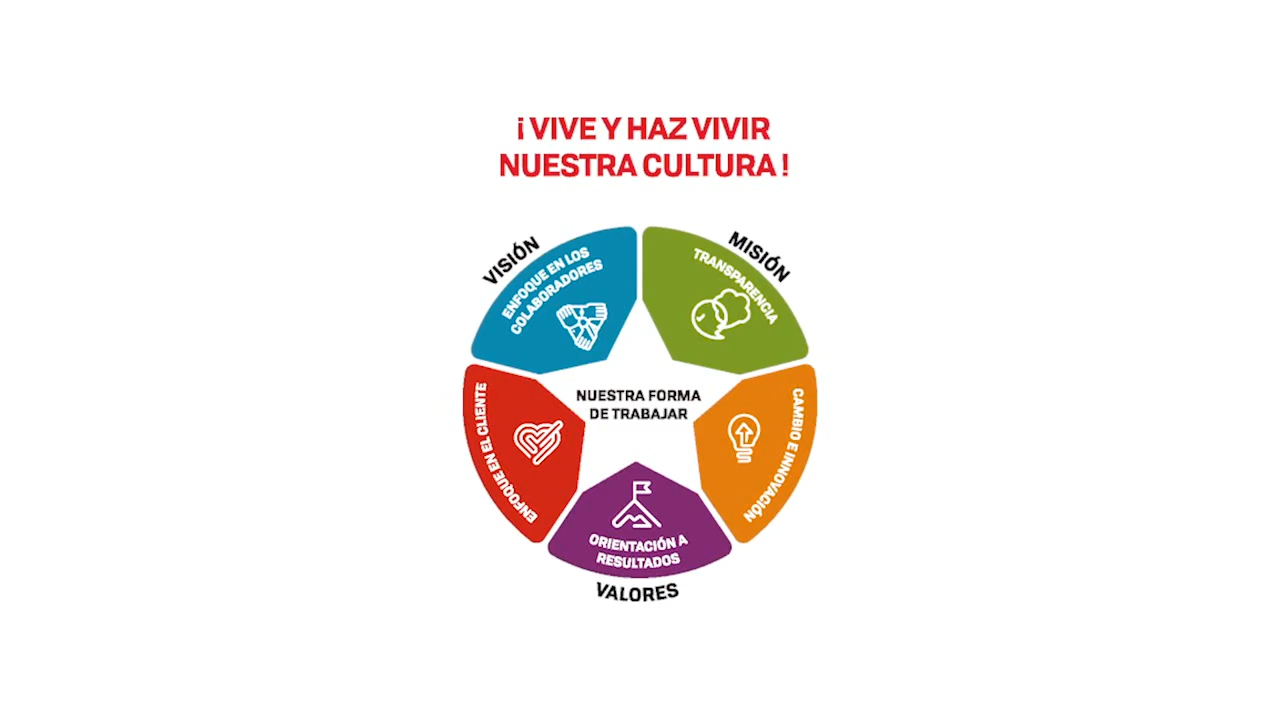 ¡ VIVE Y HAZ VIVIR
NUESTRA CULTURA !
VISIÓN
MISIÓN
ENFOQUE EN LOS
COLABORADORES
TRANSPARENCIA
ENFOQUE EN EL CLIENTE
NUESTRA FORMA
DE TRABAJAR
CAMBIO E INNOVACIÓN
ORIENTACIÓN A
RESULTADOS
VALORES